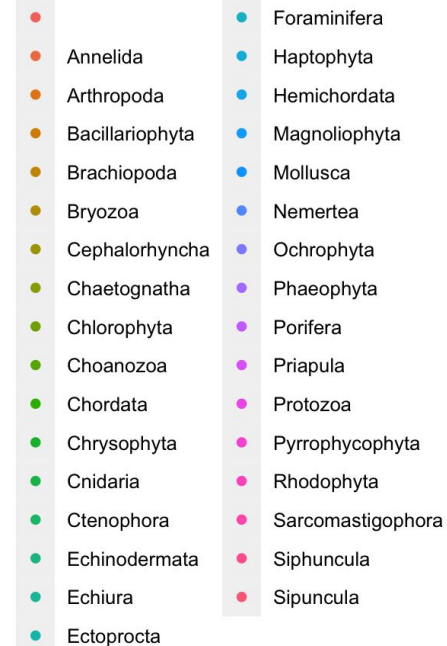 Annelida
Arthropoda
Bacillariophyta
Brachiopoda
Bryozoa
Cephalorhyncha
Chaetognatha
Chlorophyta
Choanozoa
Chordata
Chrysophyta
Cnidaria
Ctenophora
Echinodermata
Echiura
Ectoprocta
Foraminifera
Haptophyta
Hemichordata
Magnoliophyta
Mollusca
Nemertea
Ochrophyta
Phaeophyta
Porifera
Priapula
Protozoa
Pyrrophycophyta
Rhodophyta
Sarcomastigophora
Siphuncula
Sipuncula